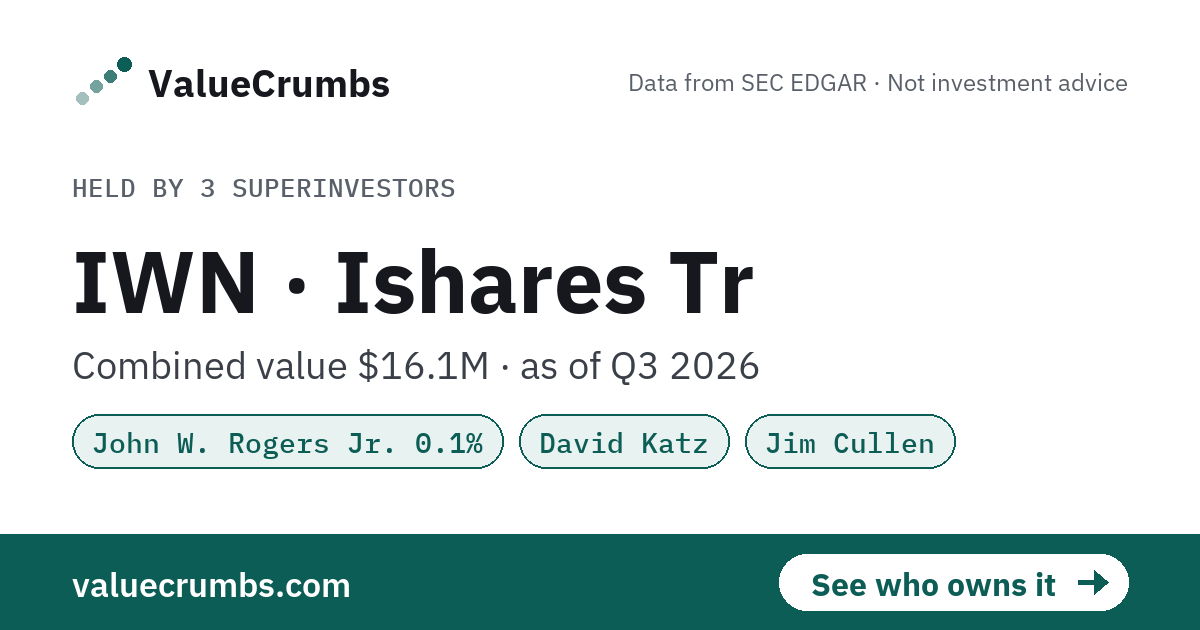 ValueCrumbs
Data from SEC EDGAR · Not investment advice
HELD BY 3 SUPERINVESTORS
IWN · Ishares Tr
Combined value $16.1M · as of Q3 2026
John W. Rogers Jr. 0.1% David Katz Jim Cullen
valuecrumbs.com
See who owns it →